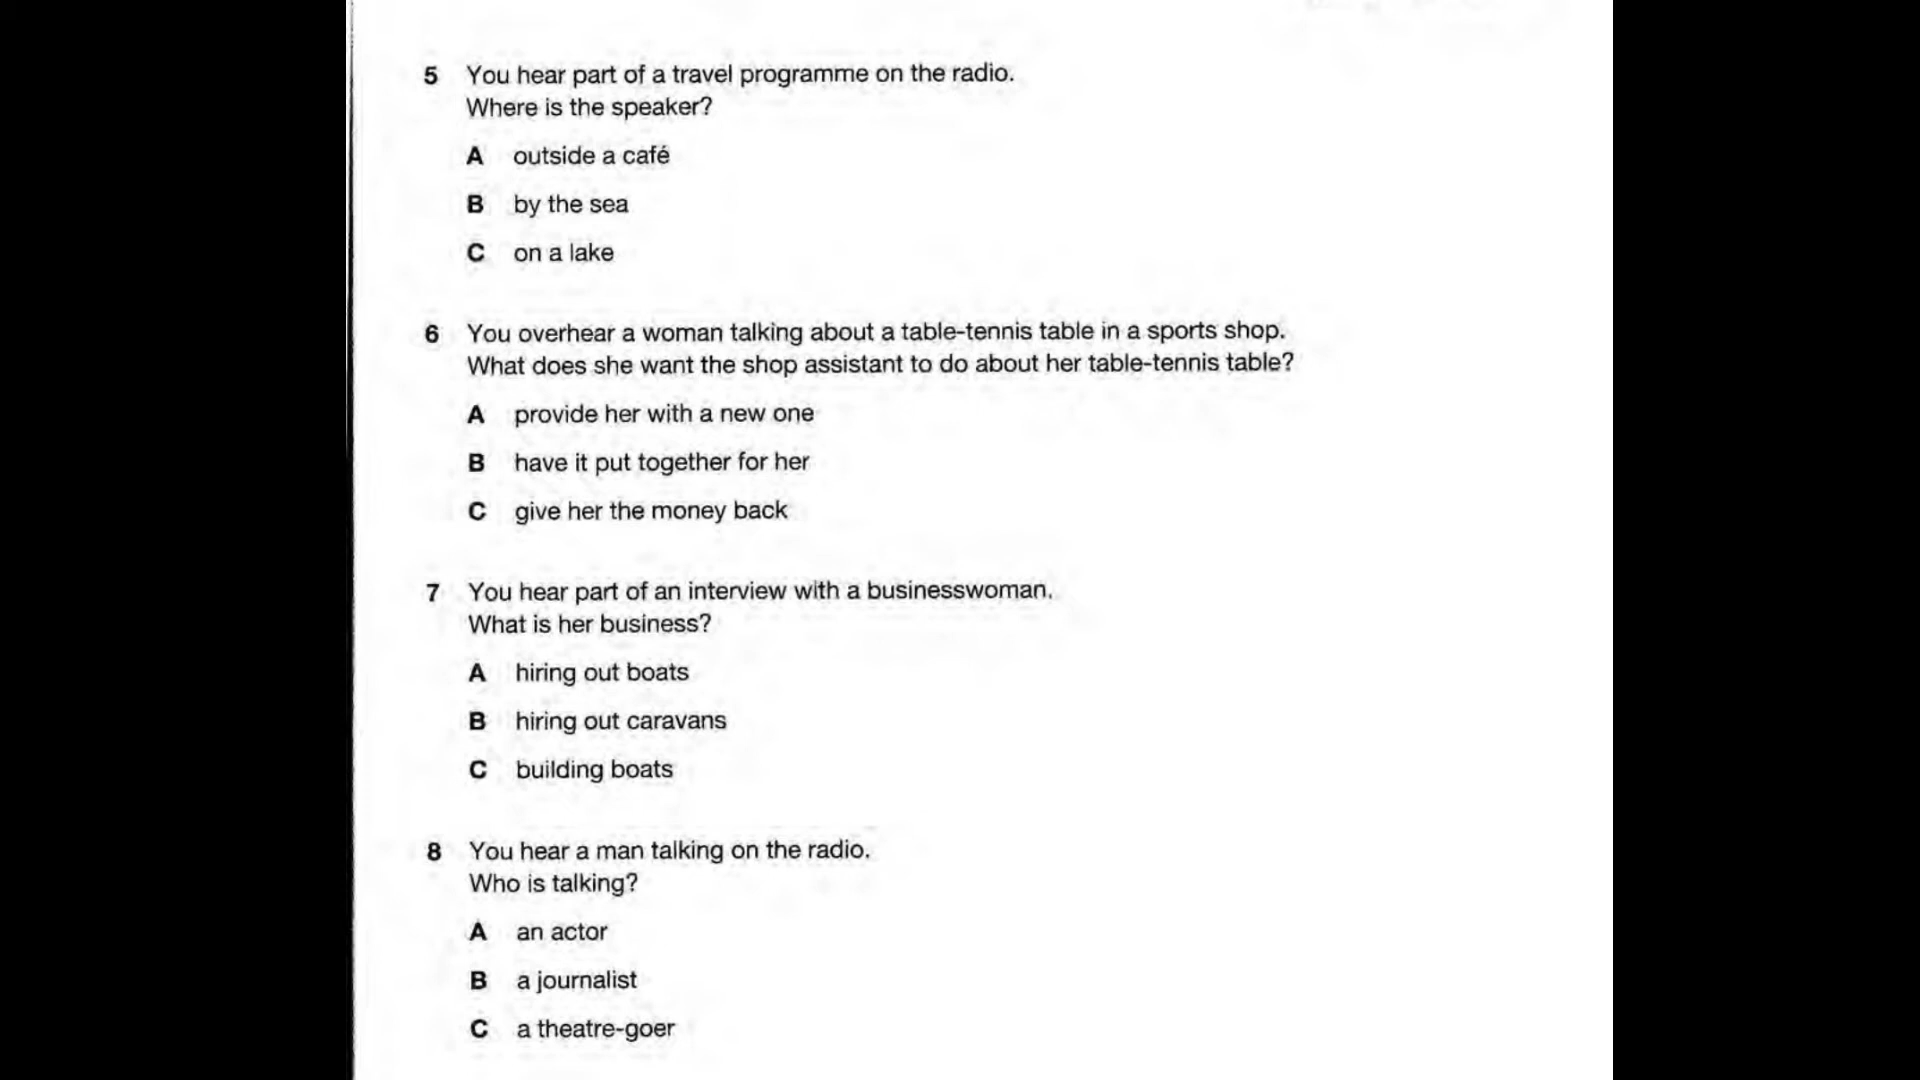 5 You hear part of a travel programme on the radio.
Where is the speaker?
A outside a café
B by the sea
C on a lake
6 You overhear a woman talking about a table-tennis table in a sports shop.
What does she want the shop assistant to do about her table-tennis table?
A provide her with a new one
B have it put together for her
C give her the money back
7 You hear part of an interview with a businesswoman.
What is her business?
A hiring out boats
B hiring out caravans
C building boats
8 You hear a man talking on the radio.
Who is talking?
A an actor
B a journalist
C a theatre-goer